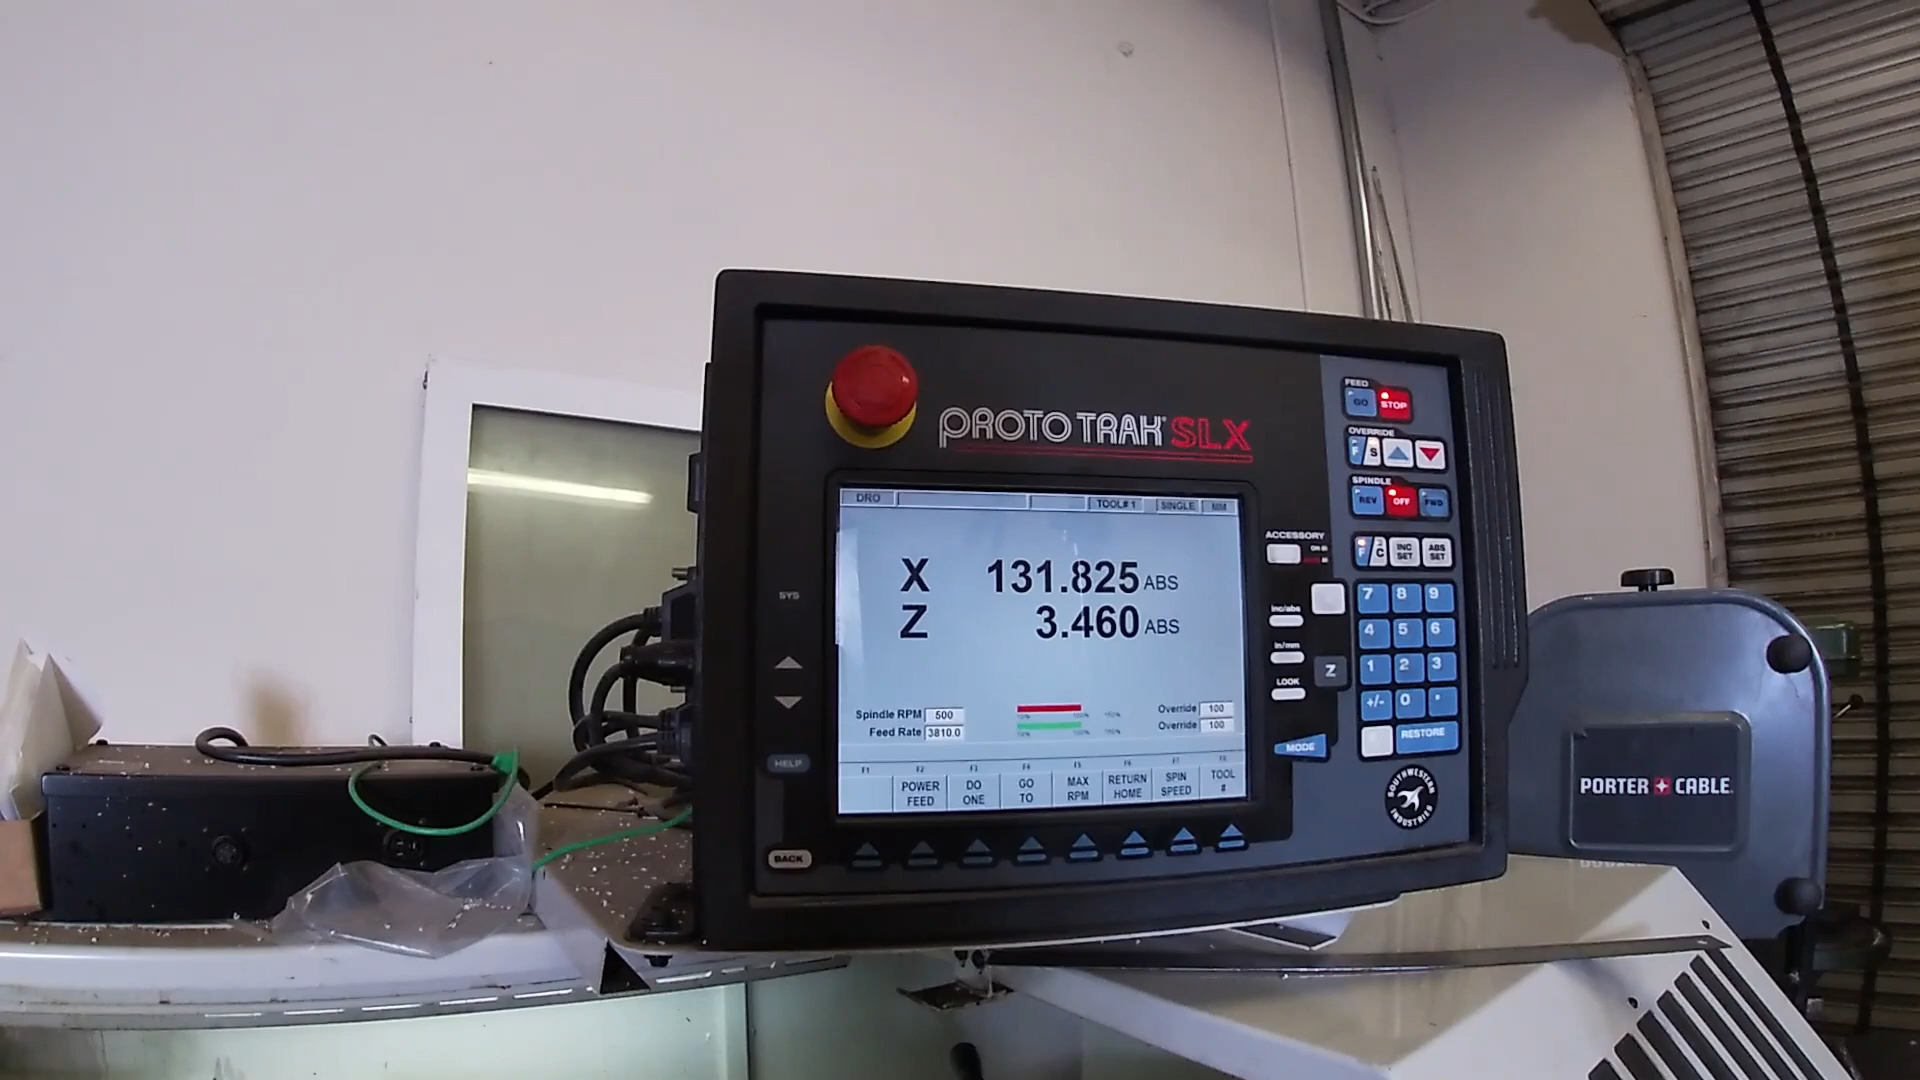 PROTOTRAK® SLX
DRO TOOL# 1 SINGLE MM
X 131.825 ABS
Z 3.460 ABS
Spindle RPM 500 Override 100
Feed Rate 3810.0 Override 100
F1 F2 F3 F4 F5 F6 F7 F8
POWER FEED
DO ONE
GO TO
MAX RPM
RETURN HOME
SPIN SPEED
TOOL #
SYS
HELP
BACK
FEED
GO STOP
OVERRIDE
F S
SPINDLE
REV OFF FWD
F C INC SET ABS SET
ACCESSORY
inc/abs
in/mm
LOOK
Z
MODE
7 8 9
4 5 6
1 2 3
+/- 0 .
RESTORE
SOUTHWESTERN INDUSTRIES
PORTER CABLE